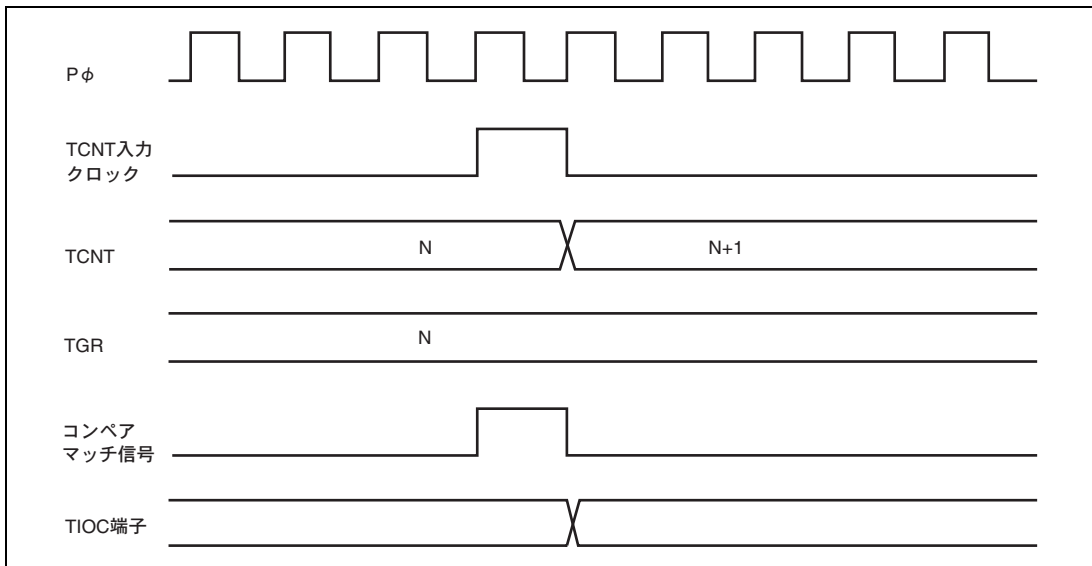 Pφ
TCNT入力
クロック
TCNT
N
N+1
TGR
N
コンペア
マッチ信号
TIOC端子